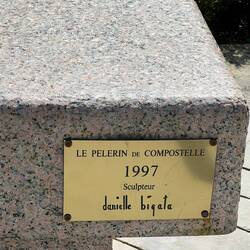 LE PELERIN DE COMPOSTELLE
1997
Sculpteur
danielle bigata